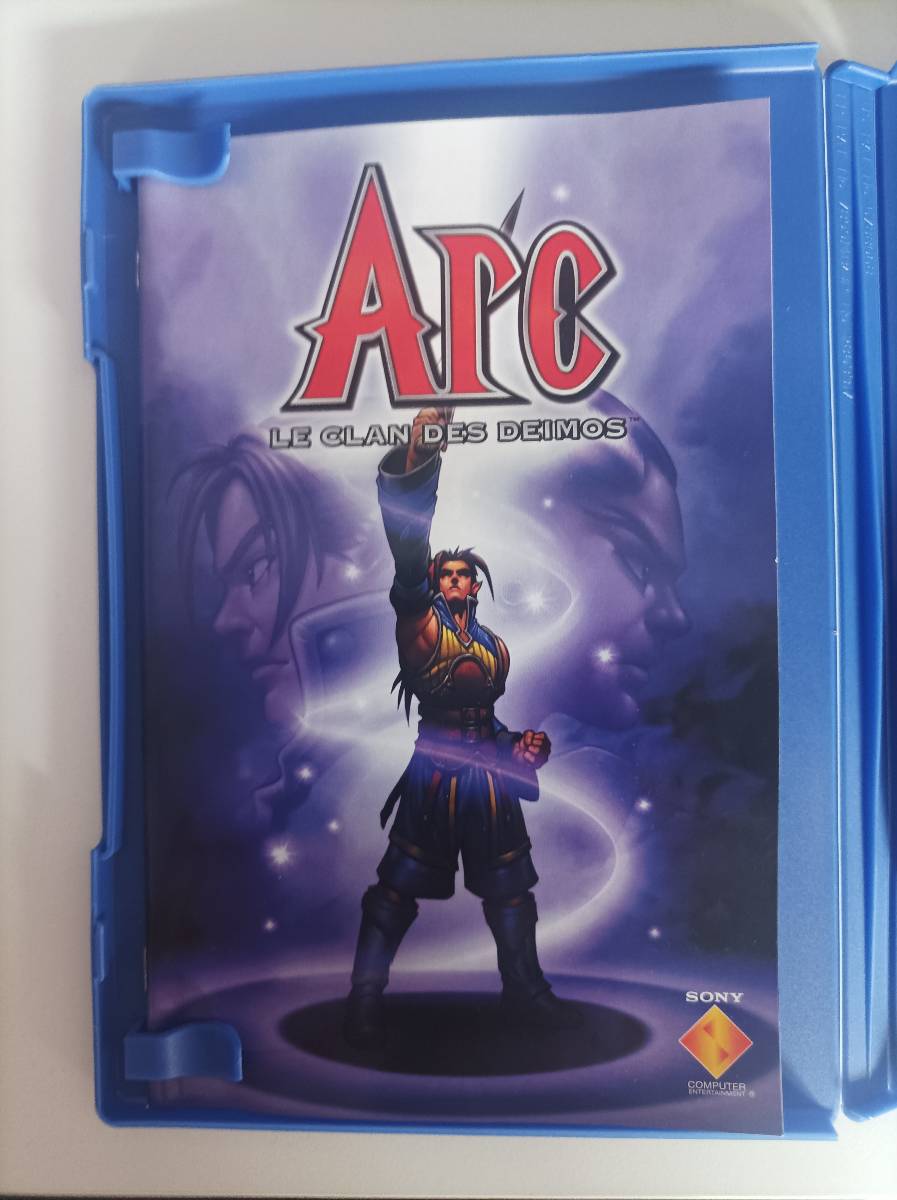 Arc
LE CLAN DES DEIMOS™
SONY
COMPUTER
ENTERTAINMENT ®